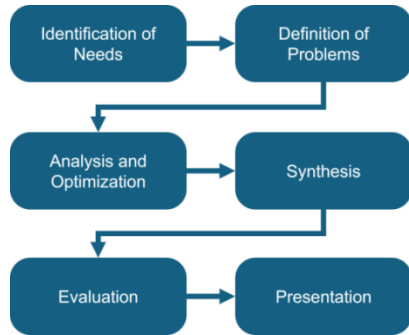 Identification of
Needs
Definition of
Problems
Analysis and
Optimization
Synthesis
Evaluation
Presentation